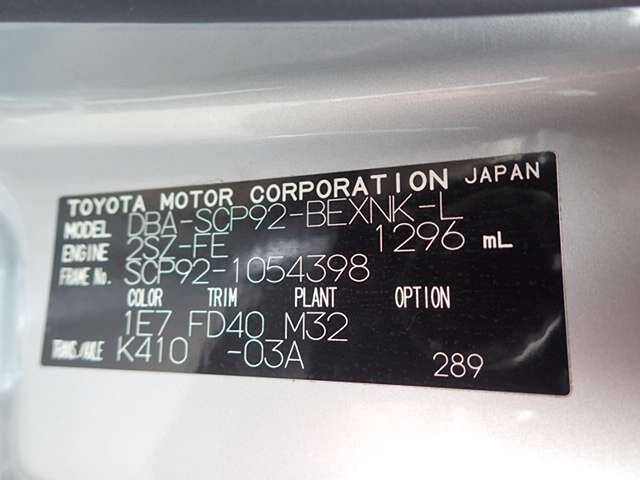 TOYOTA MOTOR CORPORATION JAPAN
MODEL DBA-SCP92-BEXNK-L
ENGINE 2SZ-FE 1296 mL
FRAME No. SCP92-1054398
COLOR TRIM PLANT OPTION
1E7 FD40 M32
TRANS/AXLE K410 -03A 289